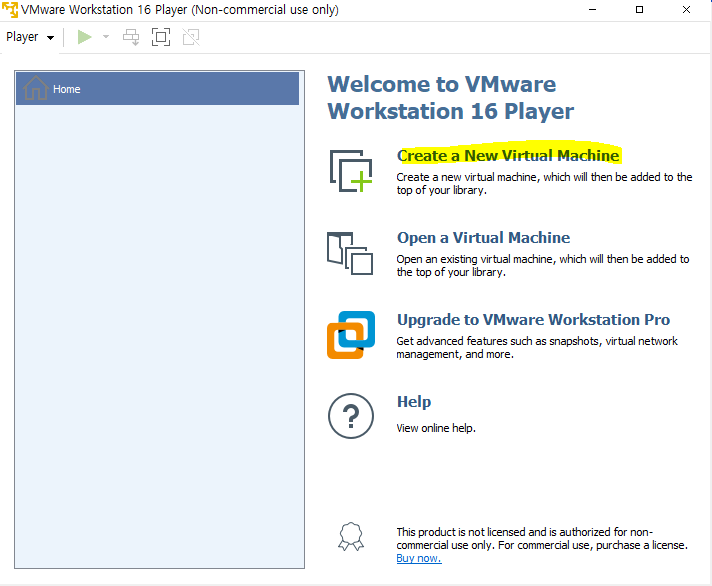 VMware Workstation 16 Player (Non-commercial use only)
Player
Home
Welcome to VMware
Workstation 16 Player
Create a New Virtual Machine
Create a new virtual machine, which will then be added to the
top of your library.
Open a Virtual Machine
Open an existing virtual machine, which will then be added to
the top of your library.
Upgrade to VMware Workstation Pro
Get advanced features such as snapshots, virtual network
management, and more.
Help
View online help.
This product is not licensed and is authorized for non-
commercial use only. For commercial use, purchase a license.
Buy now.